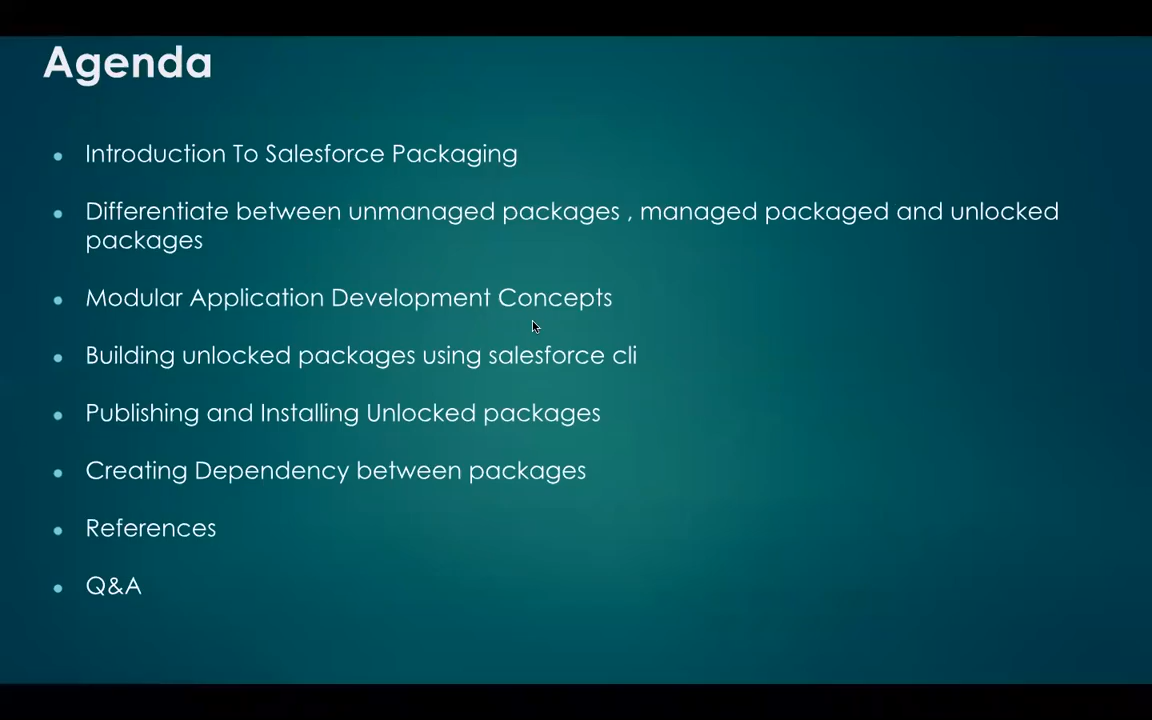 Agenda
Introduction To Salesforce Packaging
Differentiate between unmanaged packages , managed packaged and unlocked
packages
Modular Application Development Concepts
Building unlocked packages using salesforce cli
Publishing and Installing Unlocked packages
Creating Dependency between packages
References
Q&A